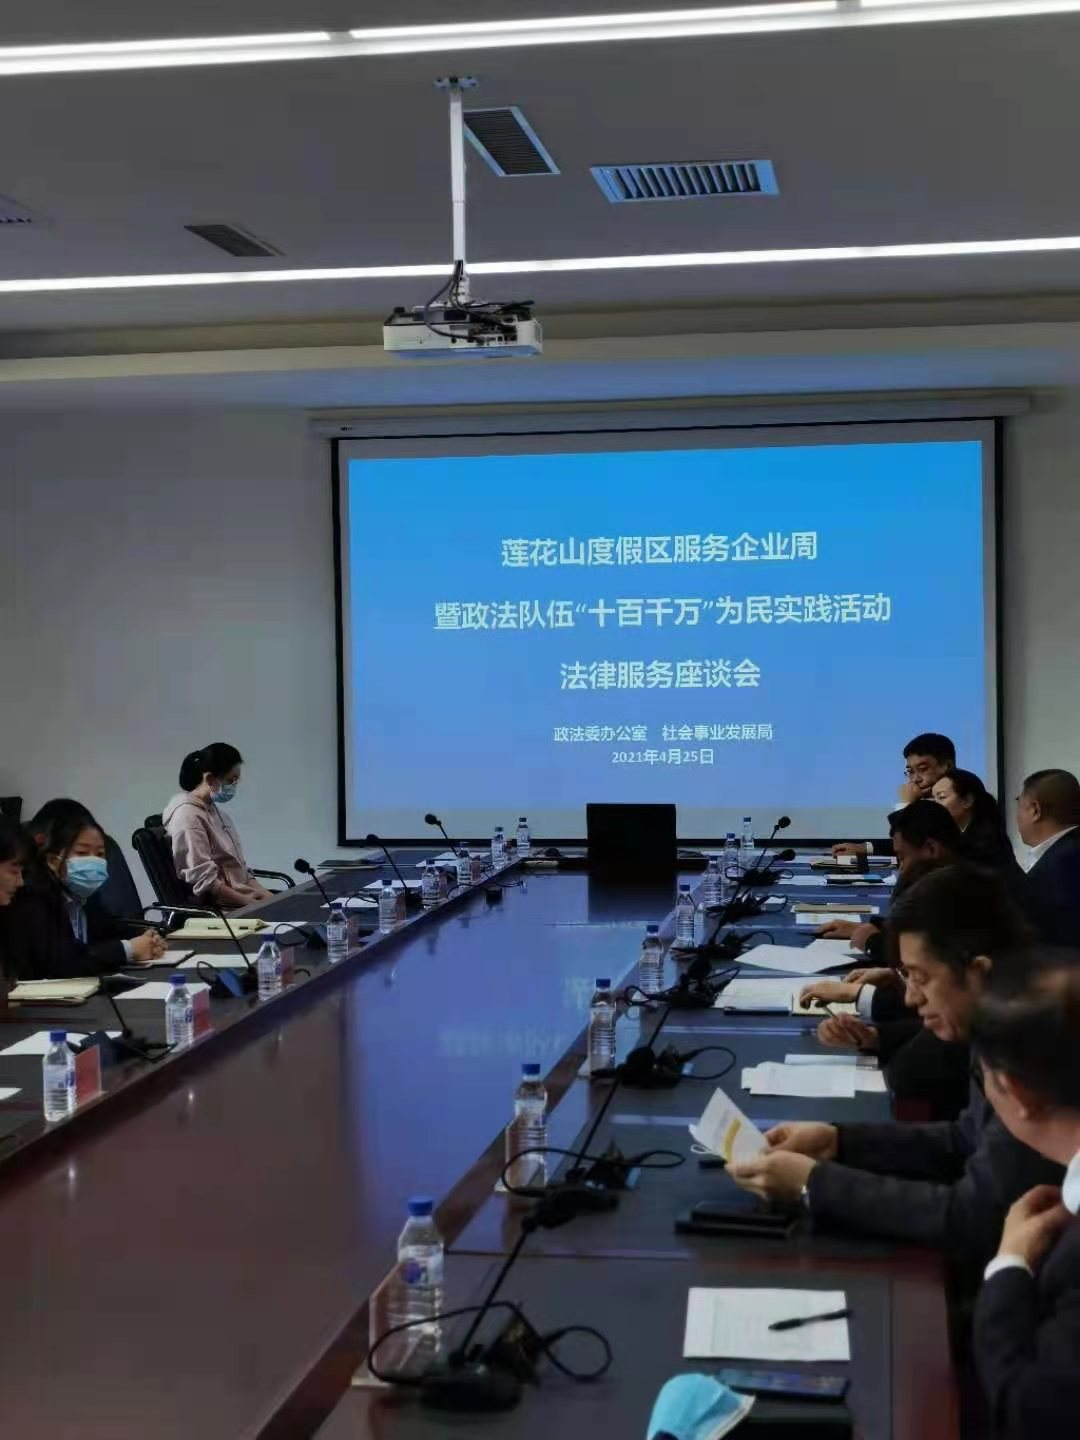 莲花山度假区服务企业周
暨政法队伍“十百千万”为民实践活动
法律服务座谈会
政法委办公室 社会事业发展局
2021年4月25日